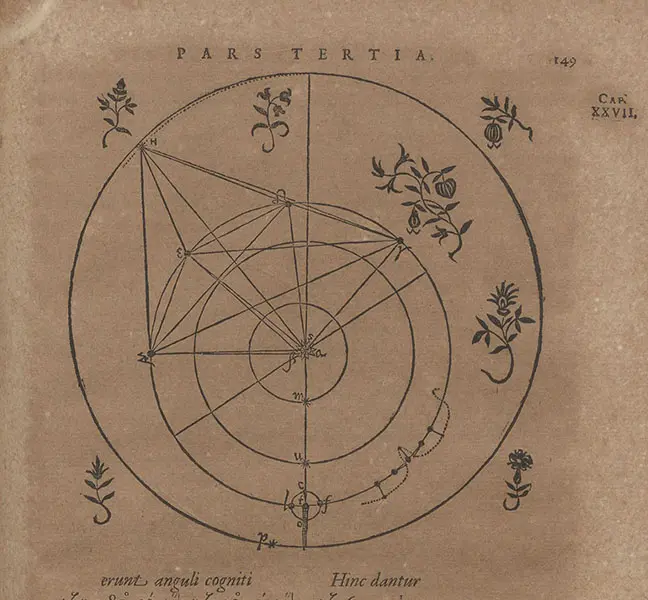 PARS TERTIA.
149
CAP.
XXVII.
H
m
u
c
l f
p
erunt anguli cogniti Hinc dantur